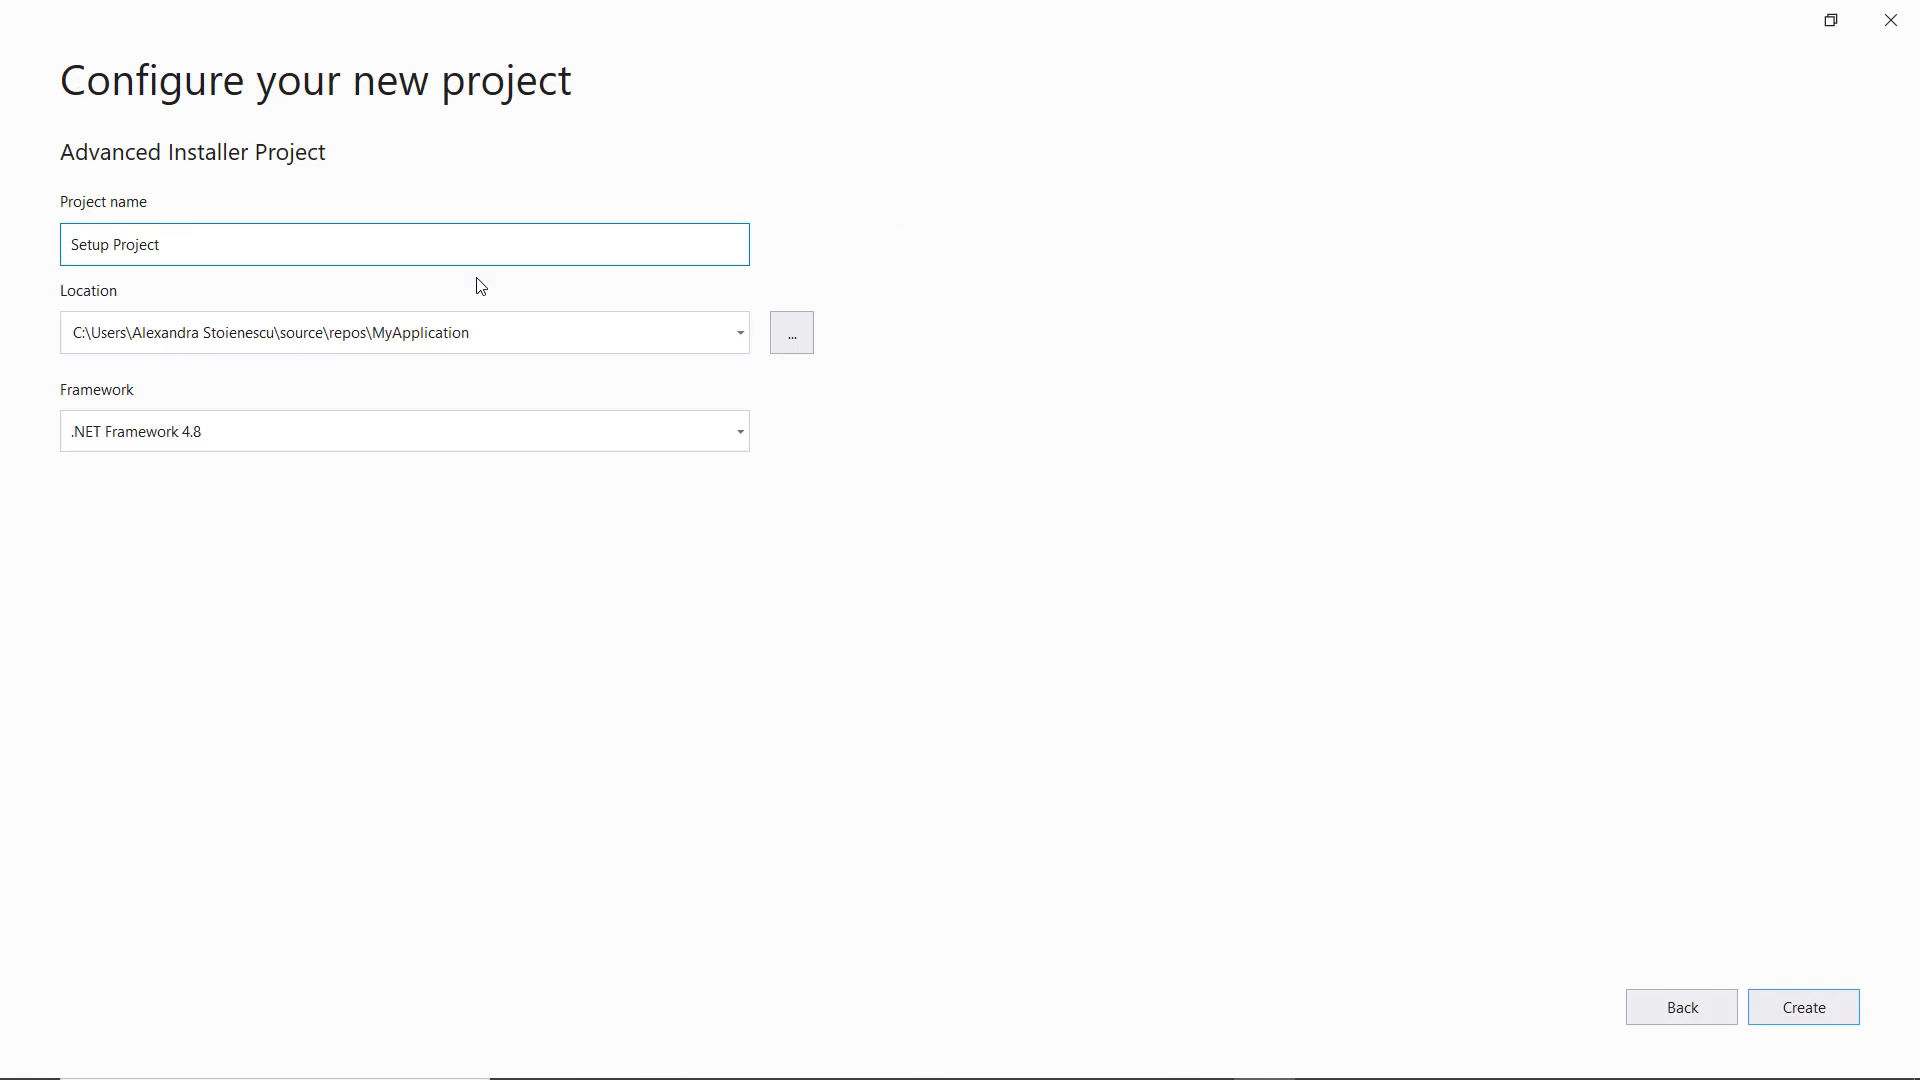 Configure your new project
Advanced Installer Project
Project name
Setup Project
Location
C:\Users\Alexandra Stoienescu\source\repos\MyApplication
...
Framework
.NET Framework 4.8
Back
Create